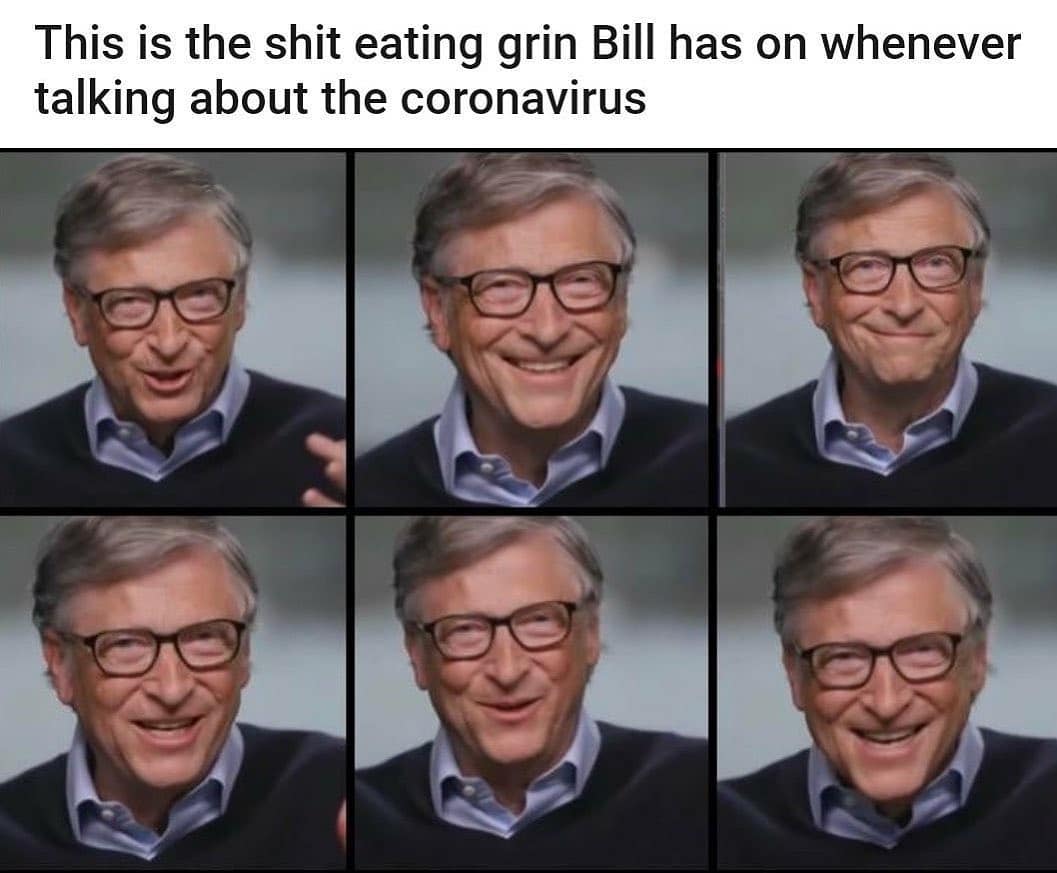 This is the shit eating grin Bill has on whenever
talking about the coronavirus